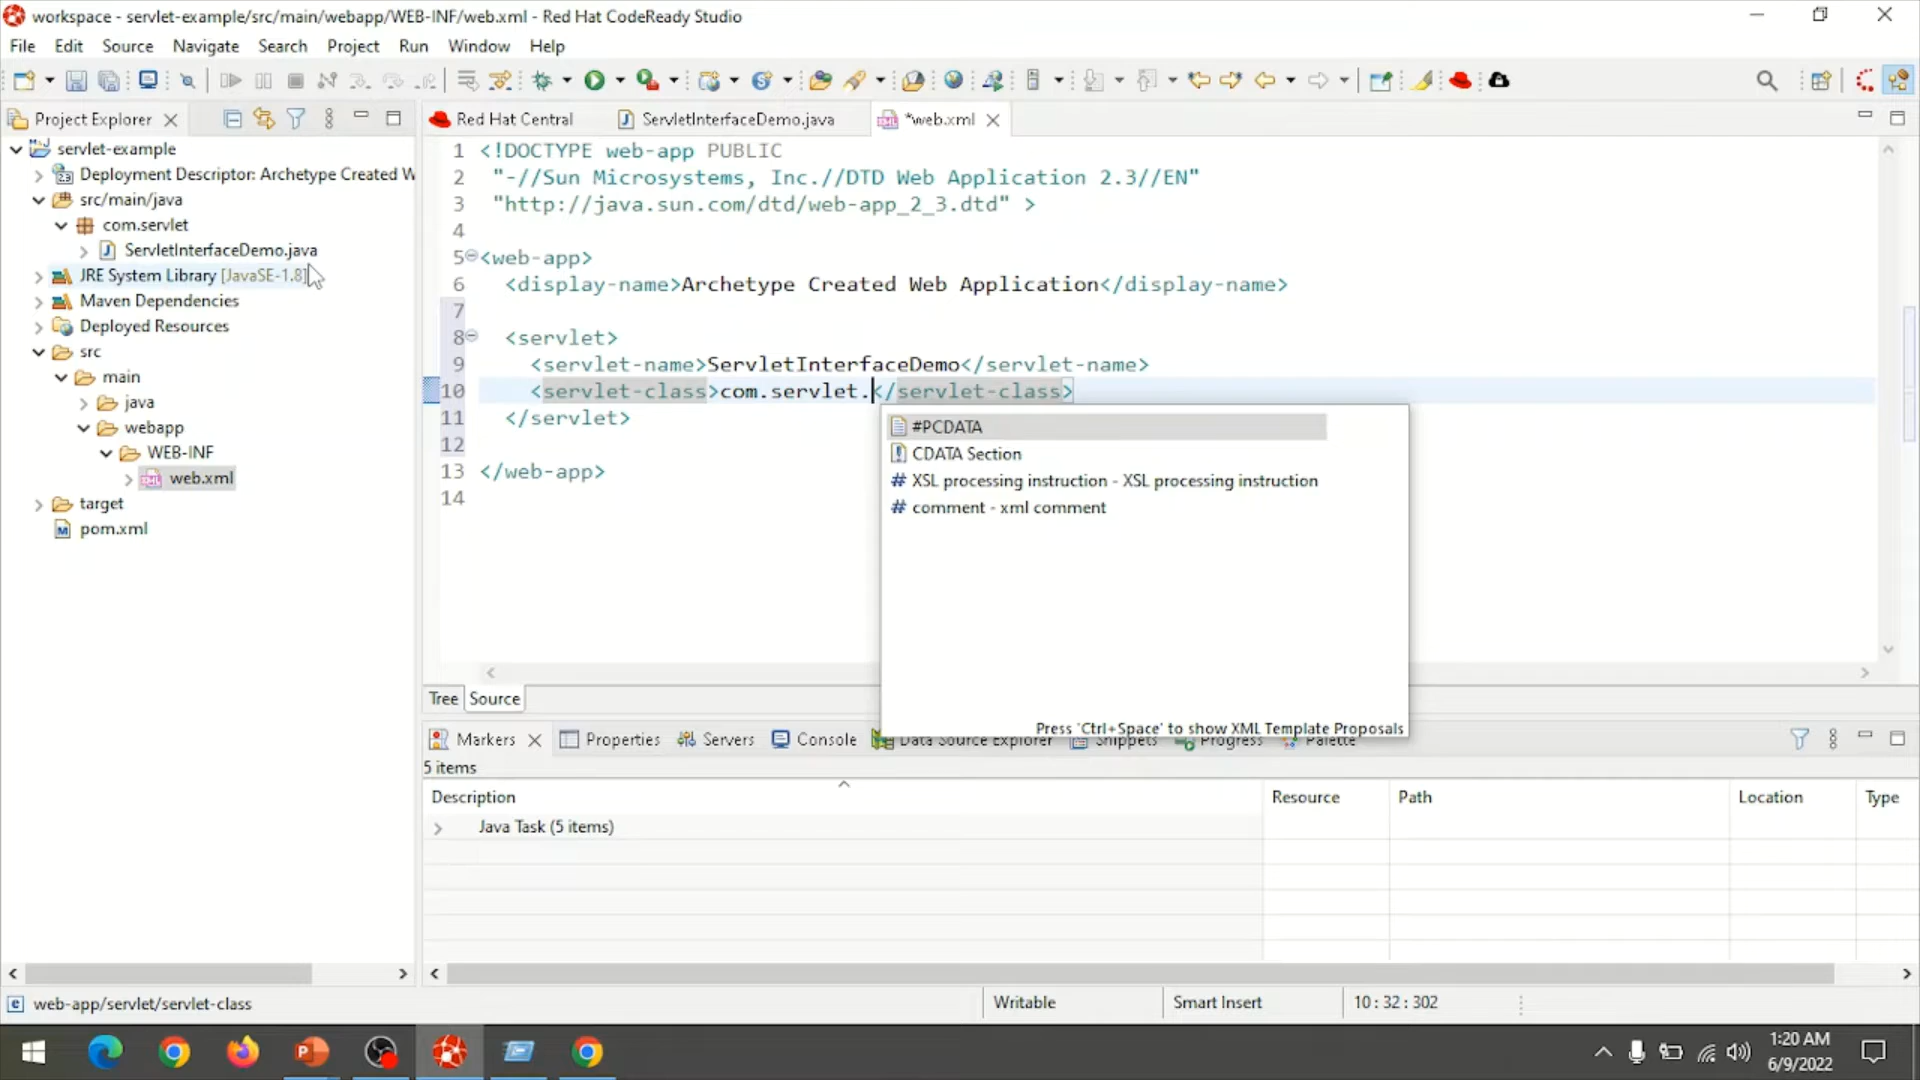 workspace - servlet-example/src/main/webapp/WEB-INF/web.xml - Red Hat CodeReady Studio
File Edit Source Navigate Search Project Run Window Help
Project Explorer
Red Hat Central ServletInterfaceDemo.java *web.xml
servlet-example
Deployment Descriptor: Archetype Created W
src/main/java
com.servlet
ServletInterfaceDemo.java
JRE System Library [JavaSE-1.8]
Maven Dependencies
Deployed Resources
src
main
java
webapp
WEB-INF
web.xml
target
pom.xml
1 <!DOCTYPE web-app PUBLIC
2 "-//Sun Microsystems, Inc.//DTD Web Application 2.3//EN"
3 "http://java.sun.com/dtd/web-app_2_3.dtd" >
4
5 <web-app>
6 <display-name>Archetype Created Web Application</display-name>
7
8 <servlet>
9 <servlet-name>ServletInterfaceDemo</servlet-name>
10 <servlet-class>com.servlet.</servlet-class>
11 </servlet>
12
13 </web-app>
14
#PCDATA
CDATA Section
# XSL processing instruction - XSL processing instruction
# comment - xml comment
Press 'Ctrl+Space' to show XML Template Proposals
Tree Source
Markers Properties Servers Console Data Source Explorer Snippets Progress Palette
5 items
Description Resource Path Location Type
Java Task (5 items)
web-app/servlet/servlet-class Writable Smart Insert 10 : 32 : 302
1:20 AM
6/9/2022